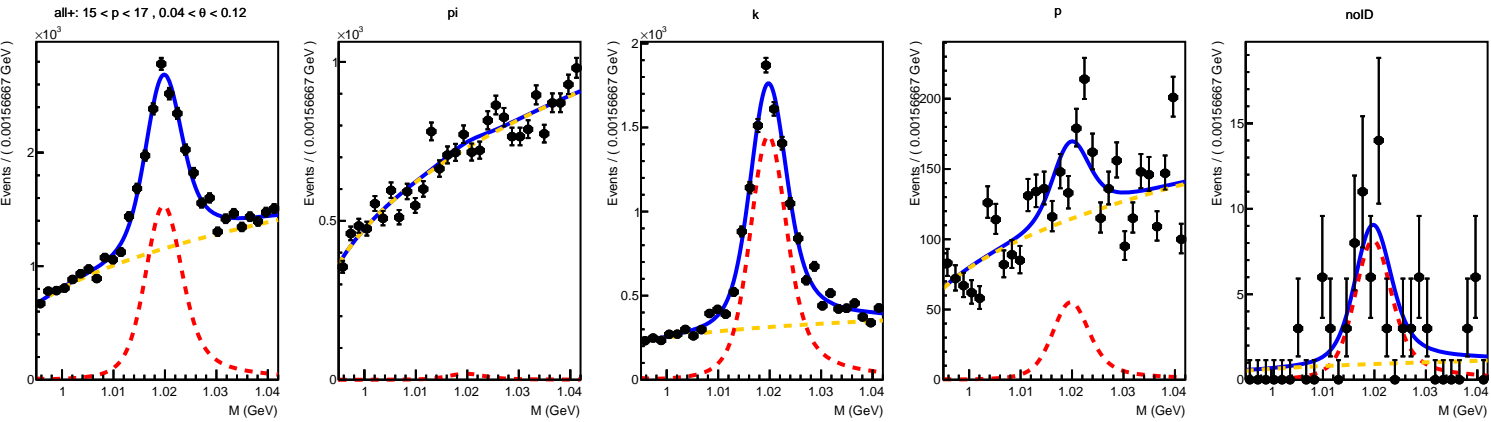 all+: 15 < p < 17 , 0.04 < θ < 0.12
×10³
Events / ( 0.00156667 GeV )
2
1
0
1 1.01 1.02 1.03 1.04
M (GeV)
pi
×10³
Events / ( 0.00156667 GeV )
1
0.5
0
1 1.01 1.02 1.03 1.04
M (GeV)
k
×10³
Events / ( 0.00156667 GeV )
2
1.5
1
0.5
0
1 1.01 1.02 1.03 1.04
M (GeV)
p
Events / ( 0.00156667 GeV )
200
150
100
50
0
1 1.01 1.02 1.03 1.04
M (GeV)
noID
Events / ( 0.00156667 GeV )
15
10
5
0
1 1.01 1.02 1.03 1.04
M (GeV)